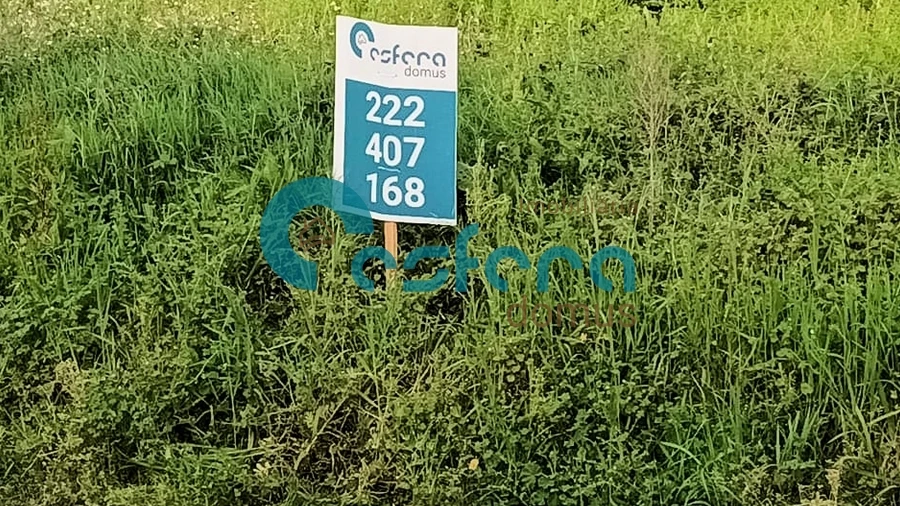 esfera
domus
222
407
168
esfera
domus